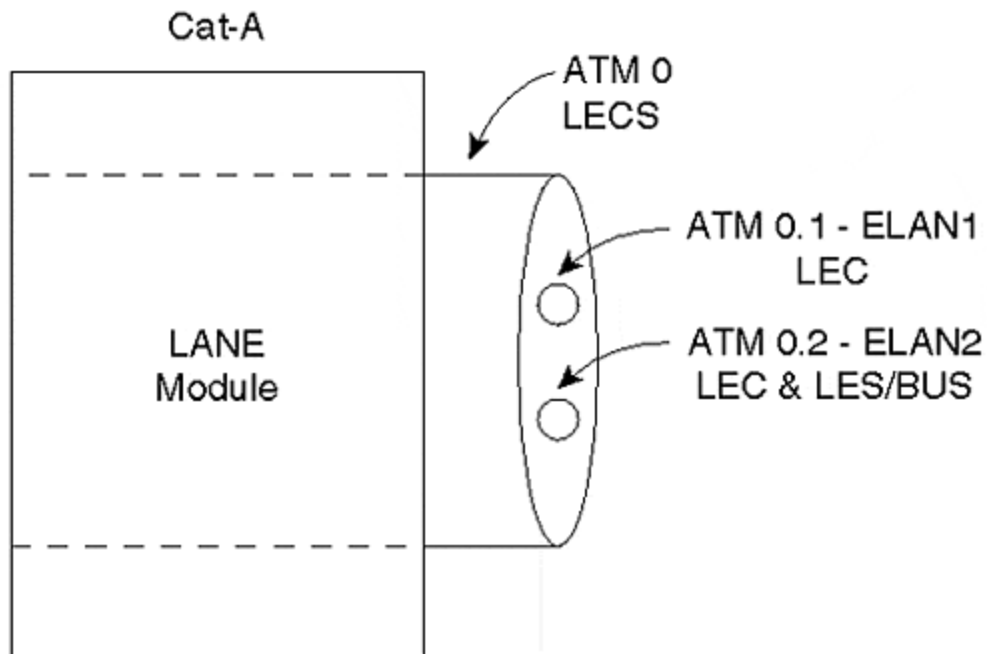 Cat-A
ATM 0
LECS
ATM 0.1 - ELAN1
LEC
ATM 0.2 - ELAN2
LEC & LES/BUS
LANE
Module